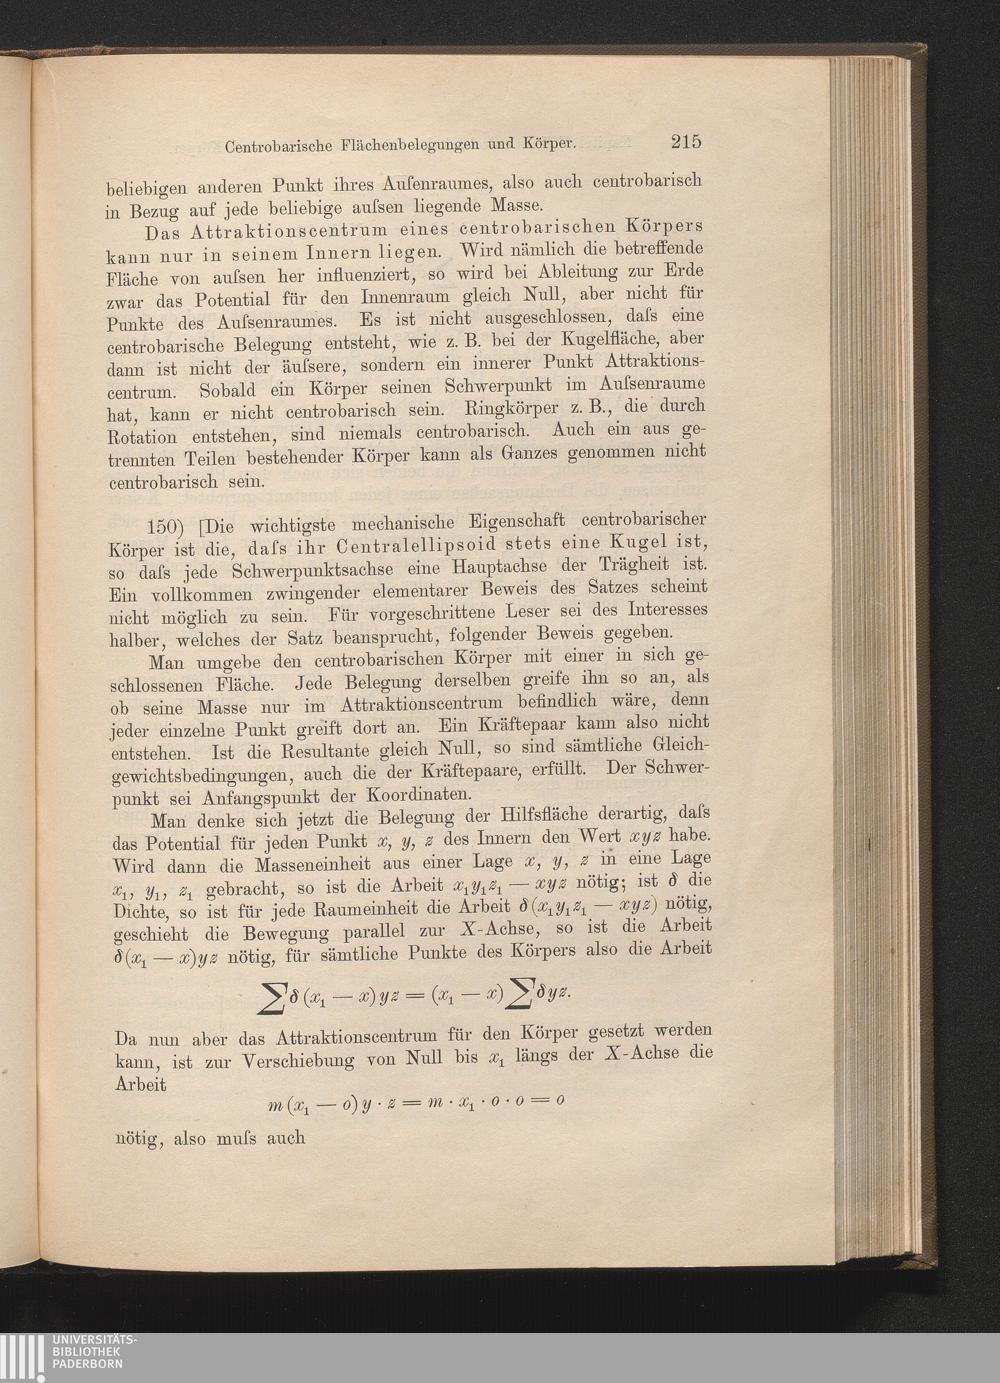 Centrobarische Flächenbelegungen und Körper. 215
beliebigen anderen Punkt ihres Aufsenraumes, also auch centrobarisch
in Bezug auf jede beliebige aufsen liegende Masse.
Das Attraktionscentrum eines centrobarischen Körpers
kann nur in seinem Innern liegen. Wird nämlich die betreffende
Fläche von aufsen her influenziert, so wird bei Ableitung zur Erde
zwar das Potential für den Innenraum gleich Null, aber nicht für
Punkte des Aufsenraumes. Es ist nicht ausgeschlossen, dafs eine
centrobarische Belegung entsteht, wie z. B. bei der Kugelfläche, aber
dann ist nicht der äufsere, sondern ein innerer Punkt Attraktions-
centrum. Sobald ein Körper seinen Schwerpunkt im Aufsenraume
hat, kann er nicht centrobarisch sein. Ringkörper z. B., die durch
Rotation entstehen, sind niemals centrobarisch. Auch ein aus ge-
trennten Teilen bestehender Körper kann als Ganzes genommen nicht
centrobarisch sein.
150) [Die wichtigste mechanische Eigenschaft centrobarischer
Körper ist die, dafs ihr Centralellipsoid stets eine Kugel ist,
so dafs jede Schwerpunktsachse eine Hauptachse der Trägheit ist.
Ein vollkommen zwingender elementarer Beweis des Satzes scheint
nicht möglich zu sein. Für vorgeschrittene Leser sei des Interesses
halber, welches der Satz beansprucht, folgender Beweis gegeben.
Man umgebe den centrobarischen Körper mit einer in sich ge-
schlossenen Fläche. Jede Belegung derselben greife ihn so an, als
ob seine Masse nur im Attraktionscentrum befindlich wäre, denn
jeder einzelne Punkt greift dort an. Ein Kräftepaar kann also nicht
entstehen. Ist die Resultante gleich Null, so sind sämtliche Gleich-
gewichtsbedingungen, auch die der Kräftepaare, erfüllt. Der Schwer-
punkt sei Anfangspunkt der Koordinaten.
Man denke sich jetzt die Belegung der Hilfsfläche derartig, dafs
das Potential für jeden Punkt x, y, z des Innern den Wert xyz habe.
Wird dann die Masseneinheit aus einer Lage x, y, z in eine Lage
x₁, y₁, z₁ gebracht, so ist die Arbeit x₁y₁z₁ — xyz nötig; ist δ die
Dichte, so ist für jede Raumeinheit die Arbeit δ(x₁y₁z₁ — xyz) nötig,
geschieht die Bewegung parallel zur X-Achse, so ist die Arbeit
δ(x₁ — x)yz nötig, für sämtliche Punkte des Körpers also die Arbeit
∑δ(x₁ — x)yz = (x₁ — x)∑δyz.
Da nun aber das Attraktionscentrum für den Körper gesetzt werden
kann, ist zur Verschiebung von Null bis x₁ längs der X-Achse die
Arbeit
m(x₁ — o)y · z = m · x₁ · o · o = o
nötig, also mufs auch
UNIVERSITÄTS-
BIBLIOTHEK
PADERBORN